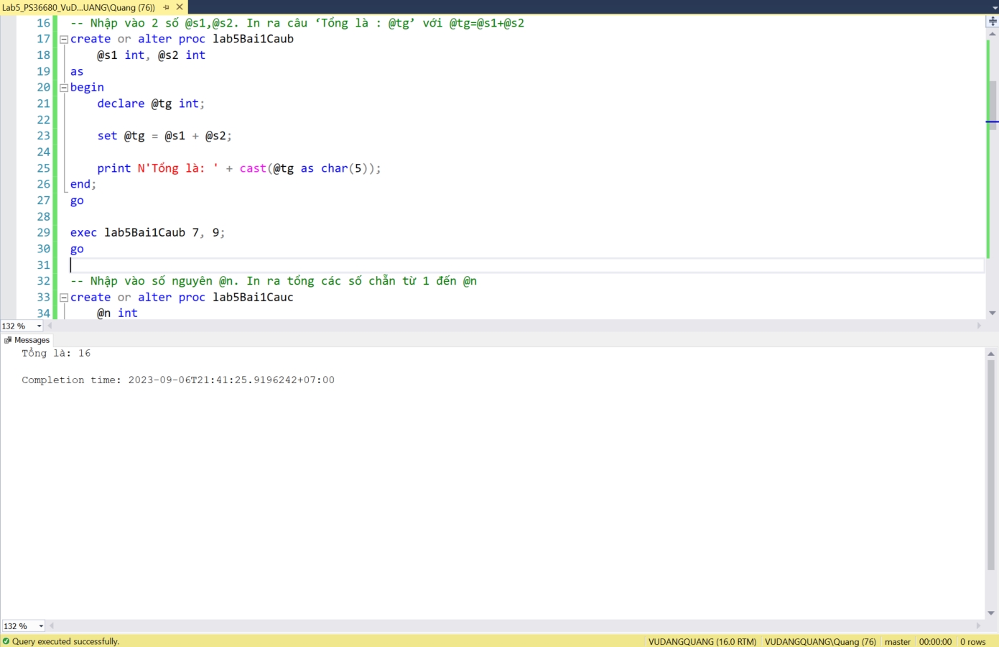 Lab5_PS36680_VuD...UANG\Quang (76))
16 -- Nhập vào 2 số @s1,@s2. In ra câu ‘Tổng là : @tg’ với @tg=@s1+@s2
17 create or alter proc lab5Bai1Caub
18 @s1 int, @s2 int
19 as
20 begin
21 declare @tg int;
22
23 set @tg = @s1 + @s2;
24
25 print N'Tổng là: ' + cast(@tg as char(5));
26 end;
27 go
28
29 exec lab5Bai1Caub 7, 9;
30 go
31
32 -- Nhập vào số nguyên @n. In ra tổng các số chẵn từ 1 đến @n
33 create or alter proc lab5Bai1Cauc
34 @n int
132 %
Messages
Tổng là: 16
Completion time: 2023-09-06T21:41:25.9196242+07:00
132 %
Query executed successfully. VUDANGQUANG (16.0 RTM) VUDANGQUANG\Quang (76) master 00:00:00 0 rows